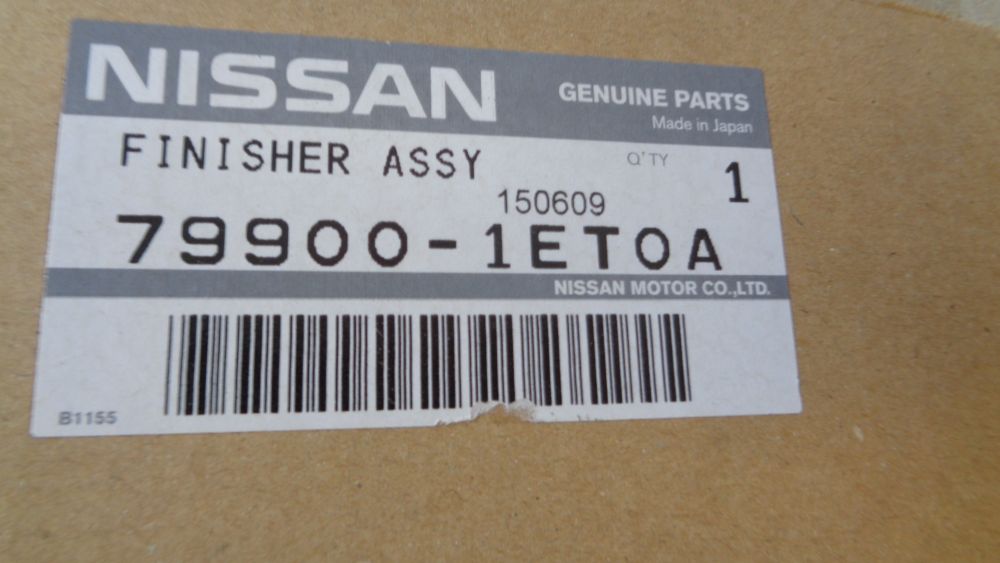 NISSAN GENUINE PARTS
Made in Japan
FINISHER ASSY Q'TY 1
150609
79900-1ET0A
NISSAN MOTOR CO.,LTD.
B1155